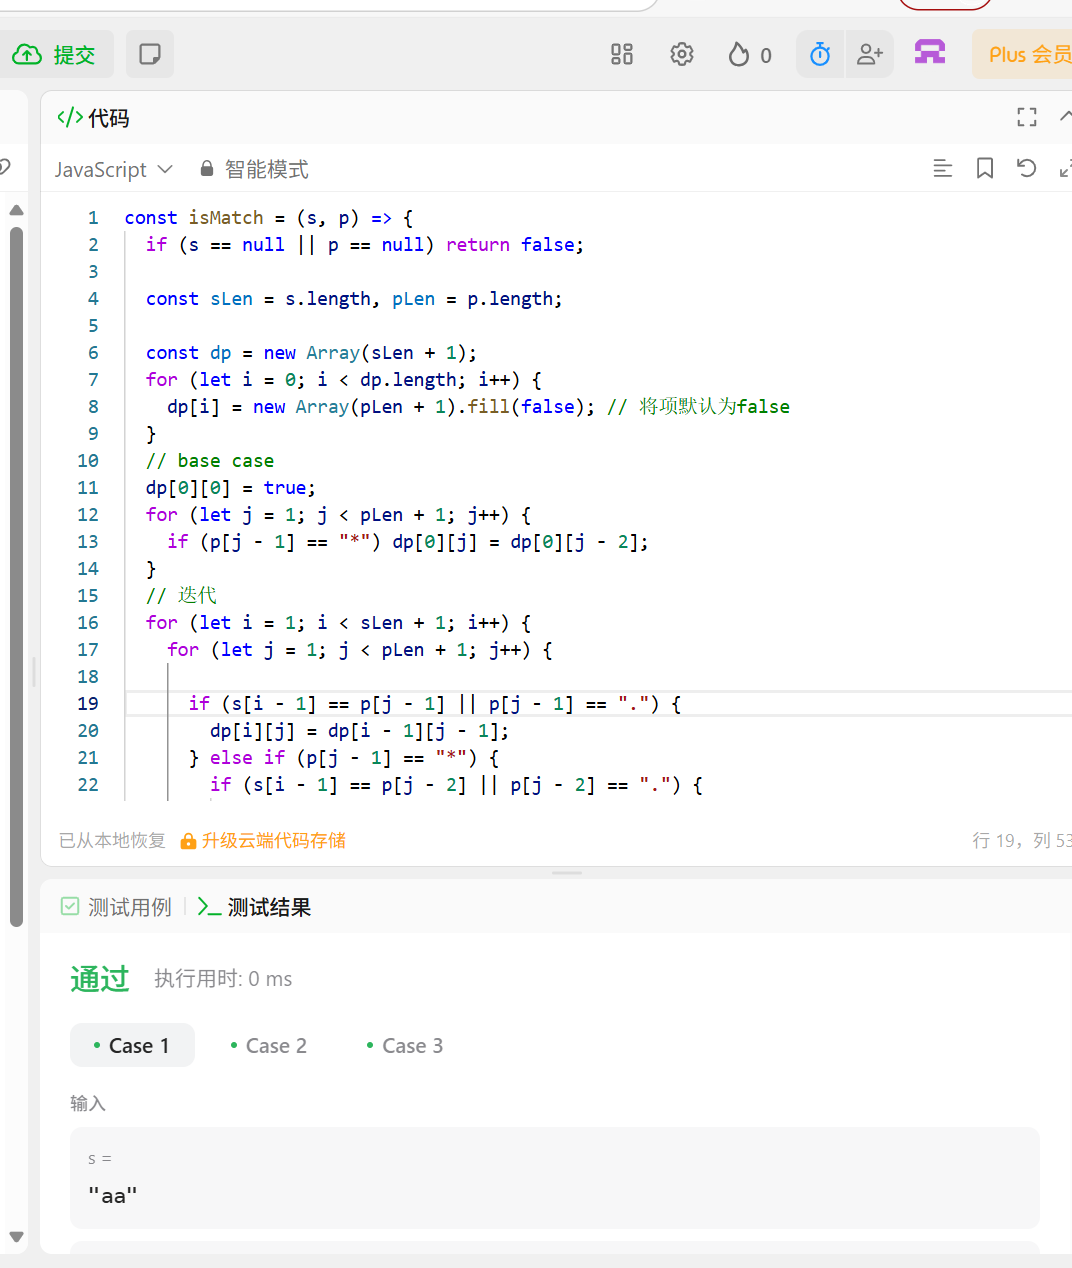 提交
0
Plus 会员
</> 代码
JavaScript
智能模式
1 const isMatch = (s, p) => {
2 if (s == null || p == null) return false;
3
4 const sLen = s.length, pLen = p.length;
5
6 const dp = new Array(sLen + 1);
7 for (let i = 0; i < dp.length; i++) {
8 dp[i] = new Array(pLen + 1).fill(false); // 将项默认为false
9 }
10 // base case
11 dp[0][0] = true;
12 for (let j = 1; j < pLen + 1; j++) {
13 if (p[j - 1] == "*") dp[0][j] = dp[0][j - 2];
14 }
15 // 迭代
16 for (let i = 1; i < sLen + 1; i++) {
17 for (let j = 1; j < pLen + 1; j++) {
18
19 if (s[i - 1] == p[j - 1] || p[j - 1] == ".") {
20 dp[i][j] = dp[i - 1][j - 1];
21 } else if (p[j - 1] == "*") {
22 if (s[i - 1] == p[j - 2] || p[j - 2] == ".") {
已从本地恢复 升级云端代码存储 行 19，列 53
测试用例 测试结果
通过 执行用时: 0 ms
Case 1 Case 2 Case 3
输入
s =
"aa"